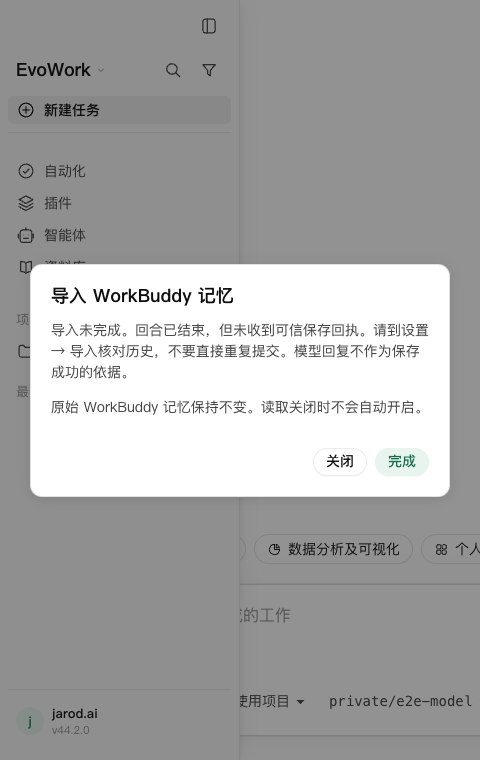 EvoWork
新建任务
自动化
插件
智能体
导入 WorkBuddy 记忆
导入未完成。回合已结束，但未收到可信保存回执。请到设置
→ 导入核对历史，不要直接重复提交。模型回复不作为保存
成功的依据。
原始 WorkBuddy 记忆保持不变。读取关闭时不会自动开启。
关闭
完成
数据分析及可视化
个人
的工作
使用项目
private/e2e-model
j
jarod.ai
v44.2.0